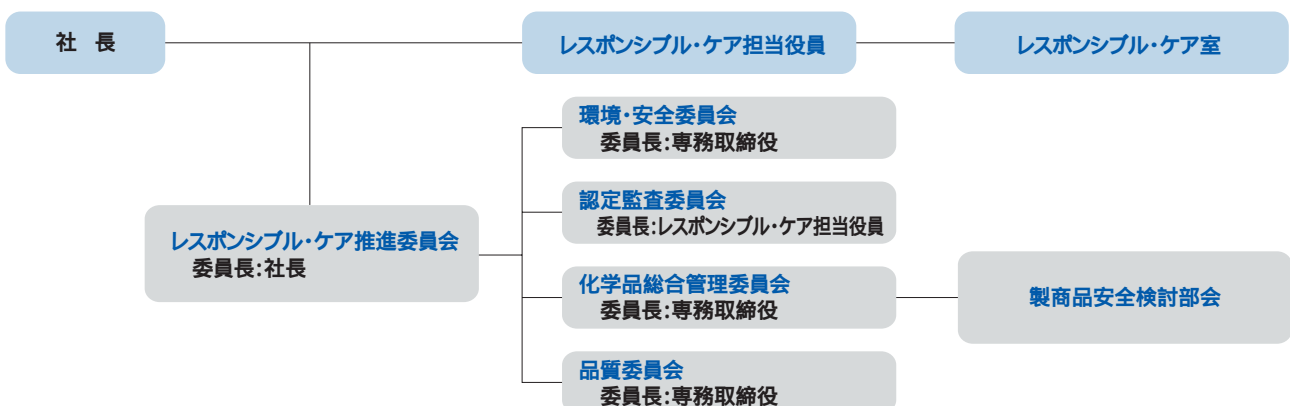 社 長
レスポンシブル・ケア担当役員
レスポンシブル・ケア室
環境・安全委員会
委員長:専務取締役
認定監査委員会
委員長:レスポンシブル・ケア担当役員
レスポンシブル・ケア推進委員会
委員長:社長
化学品総合管理委員会
委員長:専務取締役
製商品安全検討部会
品質委員会
委員長:専務取締役